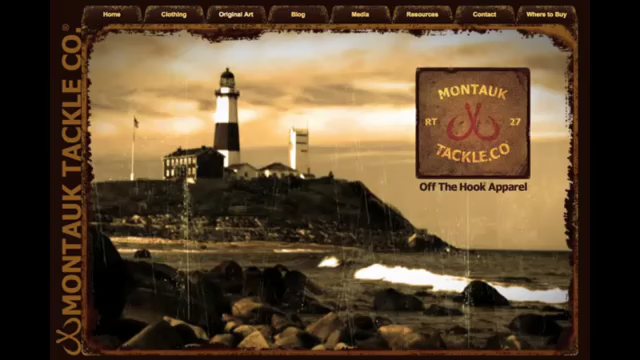 Home
Clothing
Original Art
Blog
Media
Resources
Contact
Where to Buy
MONTAUK TACKLE CO.®
MONTAUK
RT 27
TACKLE.CO
Off The Hook Apparel